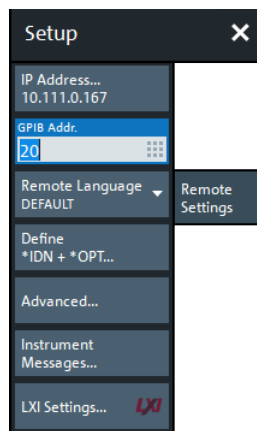 Setup
IP Address...
10.111.0.167
GPIB Addr.
20
Remote Language
DEFAULT
Remote
Settings
Define
*IDN + *OPT...
Advanced...
Instrument
Messages...
LXI Settings...
LXI